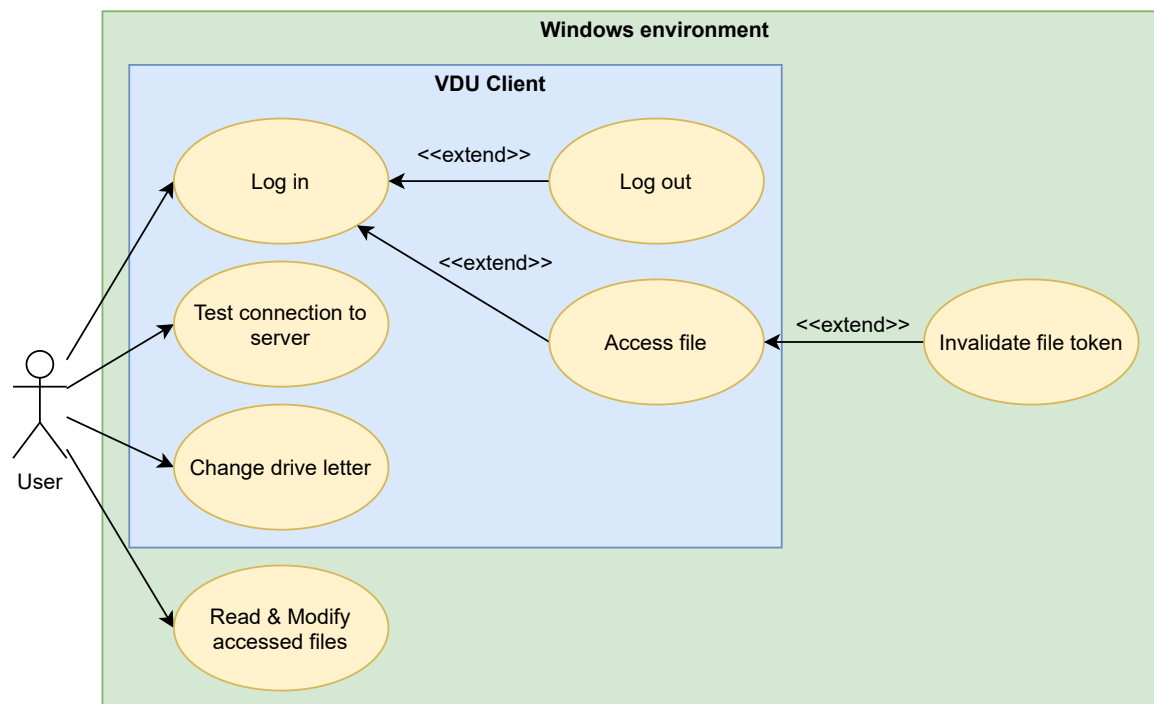 Windows environment
VDU Client
<<extend>>
Log in
Log out
<<extend>>
Test connection to
server
<<extend>>
Access file
Invalidate file token
Change drive letter
User
Read & Modify
accessed files